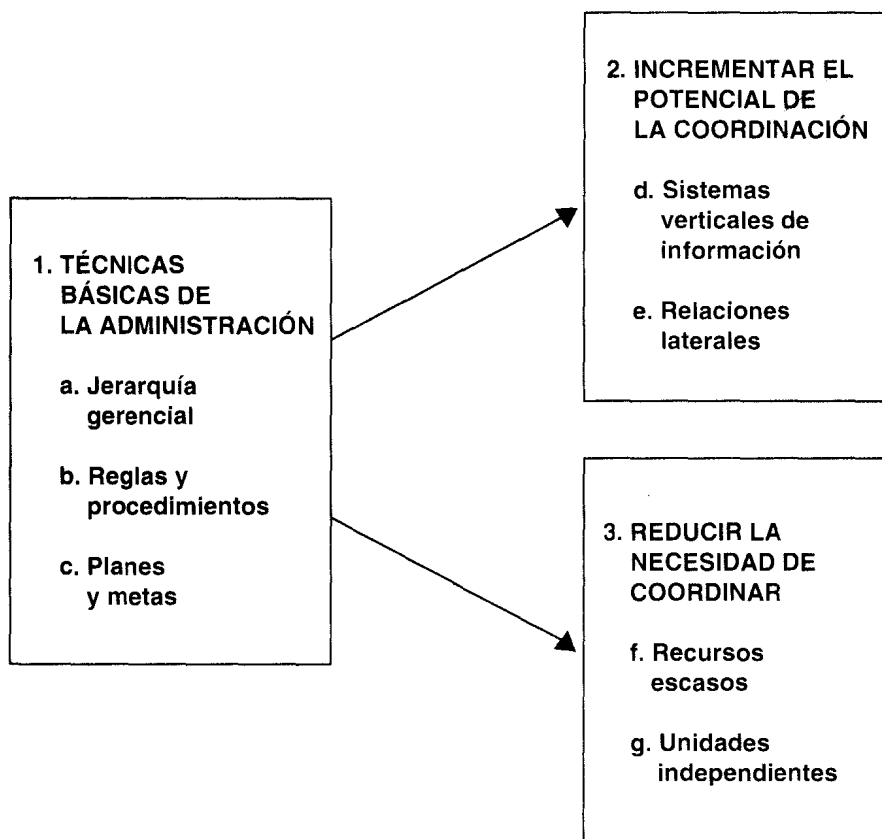 1. TÉCNICAS
BÁSICAS DE
LA ADMINISTRACIÓN
a. Jerarquía
gerencial
b. Reglas y
procedimientos
c. Planes
y metas
2. INCREMENTAR EL
POTENCIAL DE
LA COORDINACIÓN
d. Sistemas
verticales de
información
e. Relaciones
laterales
3. REDUCIR LA
NECESIDAD DE
COORDINAR
f. Recursos
escasos
g. Unidades
independientes